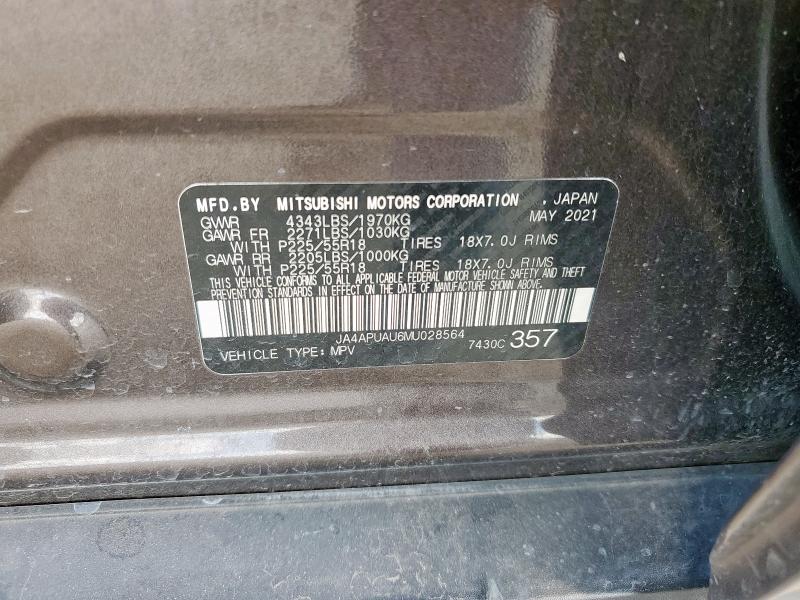 MFD.BY MITSUBISHI MOTORS CORPORATION . JAPAN
GVWR 4343LBS/1970KG MAY 2021
GAWR FR 2271LBS/1030KG
WITH P225/55R18 TIRES 18X7.0J RIMS
GAWR RR 2205LBS/1000KG
WITH P225/55R18 TIRES 18X7.0J RIMS
THIS VEHICLE CONFORMS TO ALL APPLICABLE FEDERAL MOTOR VEHICLE SAFETY AND THEFT
PREVENTION STANDARDS IN EFFECT ON THE DATE OF MANUFACTURE SHOWN ABOVE.
JA4APUAU6MU028564
VEHICLE TYPE: MPV 7430C 357